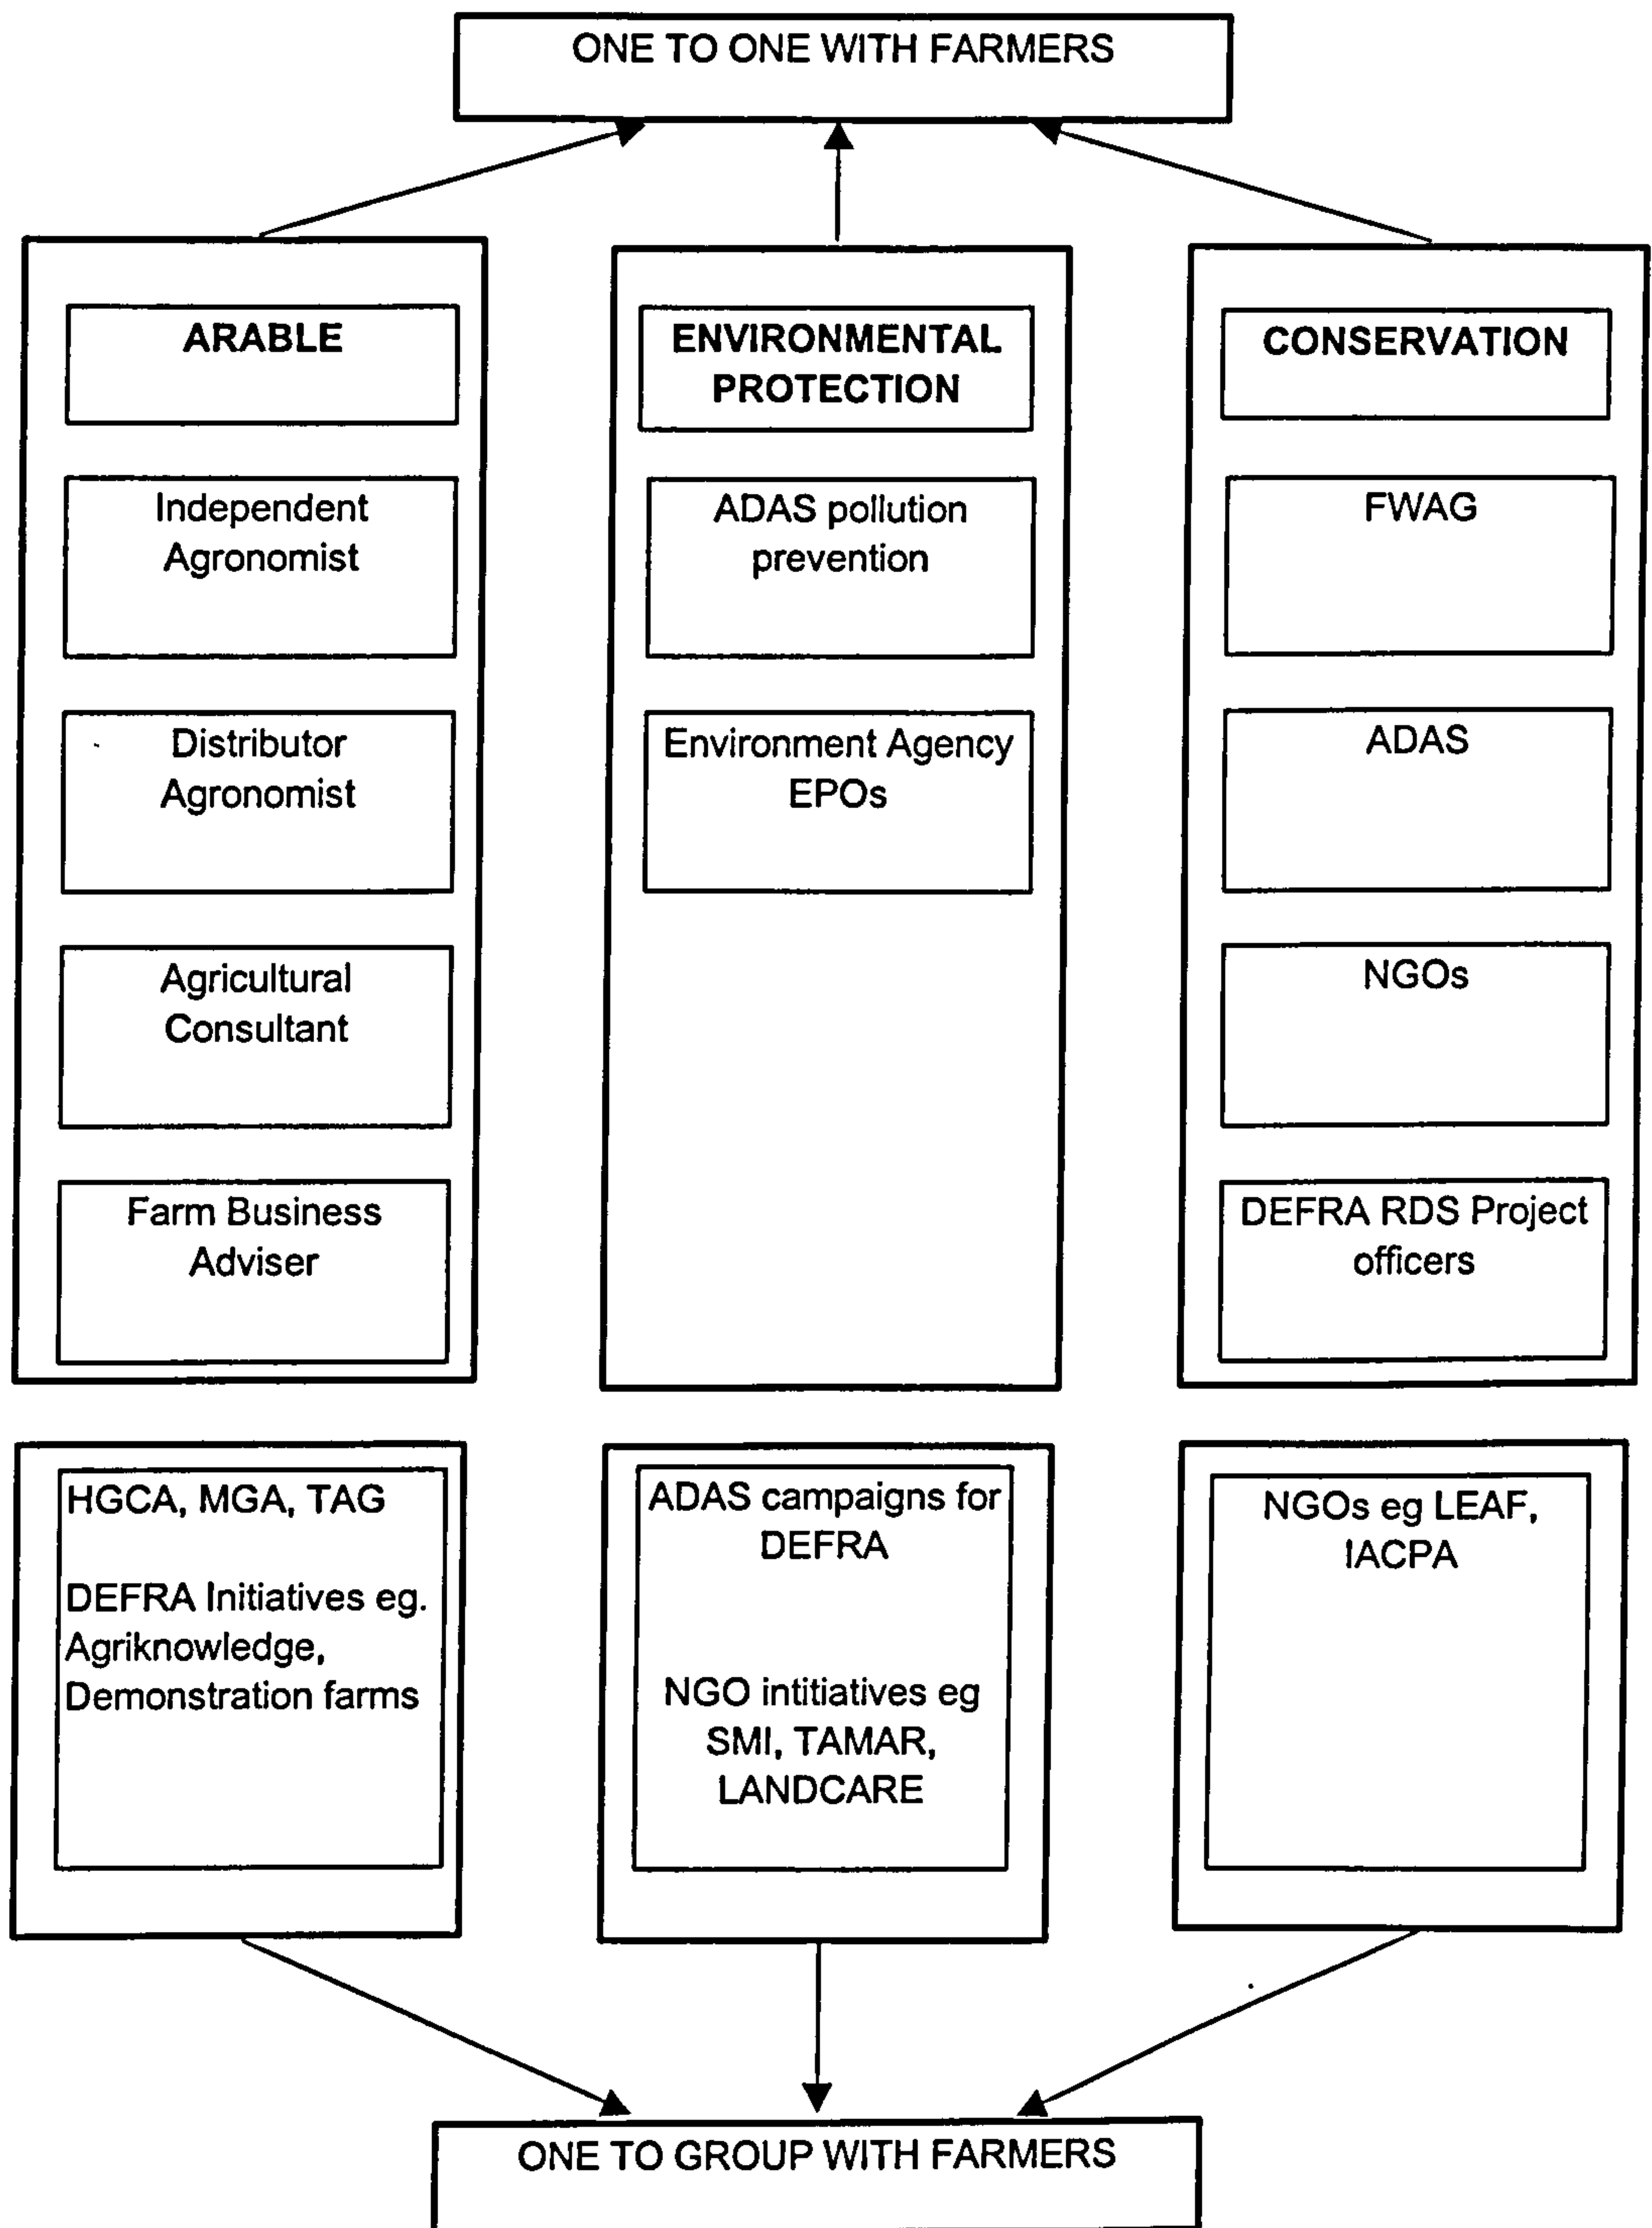 ONE TO ONE WITH FARMERS
ARABLE
Independent
Agronomist
Distributor
Agronomist
Agricultural
Consultant
Farm Business
Adviser
ENVIRONMENTAL
PROTECTION
ADAS pollution
prevention
Environment Agency
EPOs
CONSERVATION
FWAG
ADAS
NGOs
DEFRA RDS Project
officers
HGCA, MGA, TAG
DEFRA Initiatives eg.
Agriknowledge,
Demonstration farms
ADAS campaigns for
DEFRA
NGO intitiatives eg
SMI, TAMAR,
LANDCARE
NGOs eg LEAF,
IACPA
ONE TO GROUP WITH FARMERS